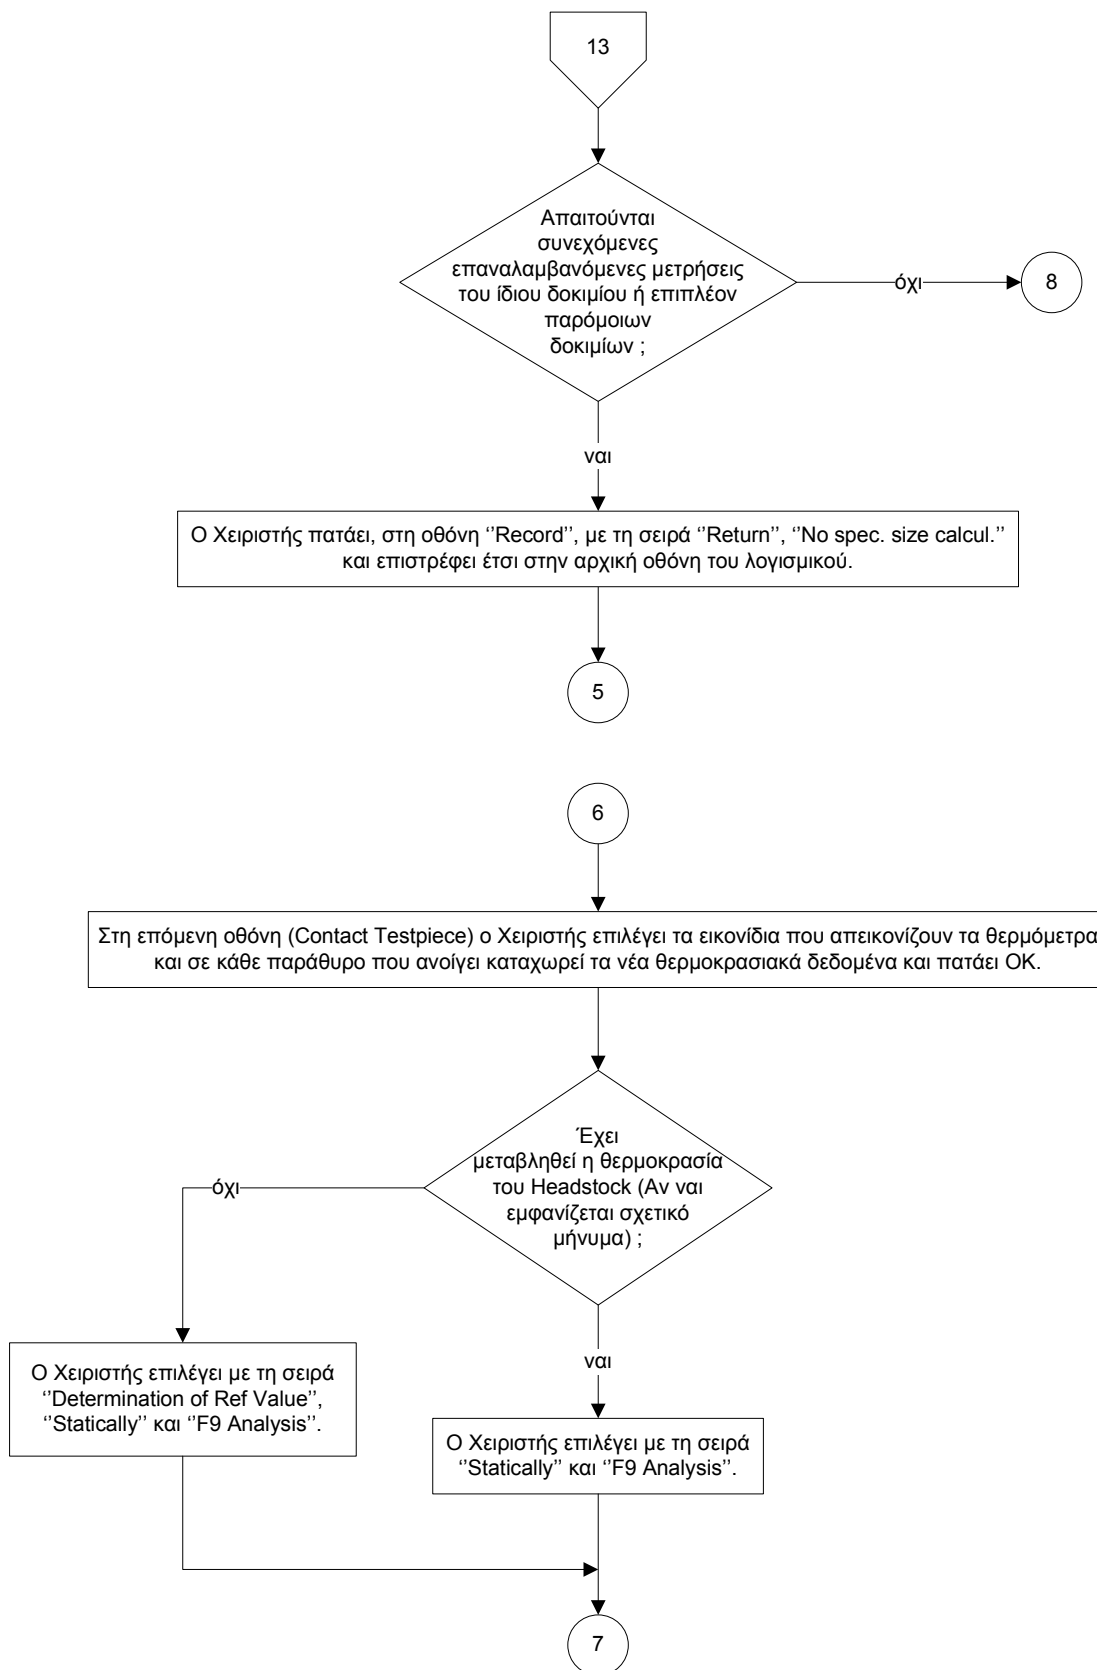 13
Απαιτούνται
συνεχόμενες
επαναλαμβανόμενες μετρήσεις
του ίδιου δοκιμίου ή επιπλέον
παρόμοιων
δοκιμίων ;
όχι
8
ναι
Ο Χειριστής πατάει, στη οθόνη ‘’Record’’, με τη σειρά ‘’Return’’, ‘’No spec. size calcul.’’
και επιστρέφει έτσι στην αρχική οθόνη του λογισμικού.
5
6
Στη επόμενη οθόνη (Contact Testpiece) ο Χειριστής επιλέγει τα εικονίδια που απεικονίζουν τα θερμόμετρα
και σε κάθε παράθυρο που ανοίγει καταχωρεί τα νέα θερμοκρασιακά δεδομένα και πατάει OK.
Έχει
μεταβληθεί η θερμοκρασία
του Headstock (Αν ναι
εμφανίζεται σχετικό
μήνυμα) ;
όχι
ναι
Ο Χειριστής επιλέγει με τη σειρά
‘’Determination of Ref Value’’,
‘’Statically’’ και ‘’F9 Analysis’’.
Ο Χειριστής επιλέγει με τη σειρά
‘’Statically’’ και ‘’F9 Analysis’’.
7